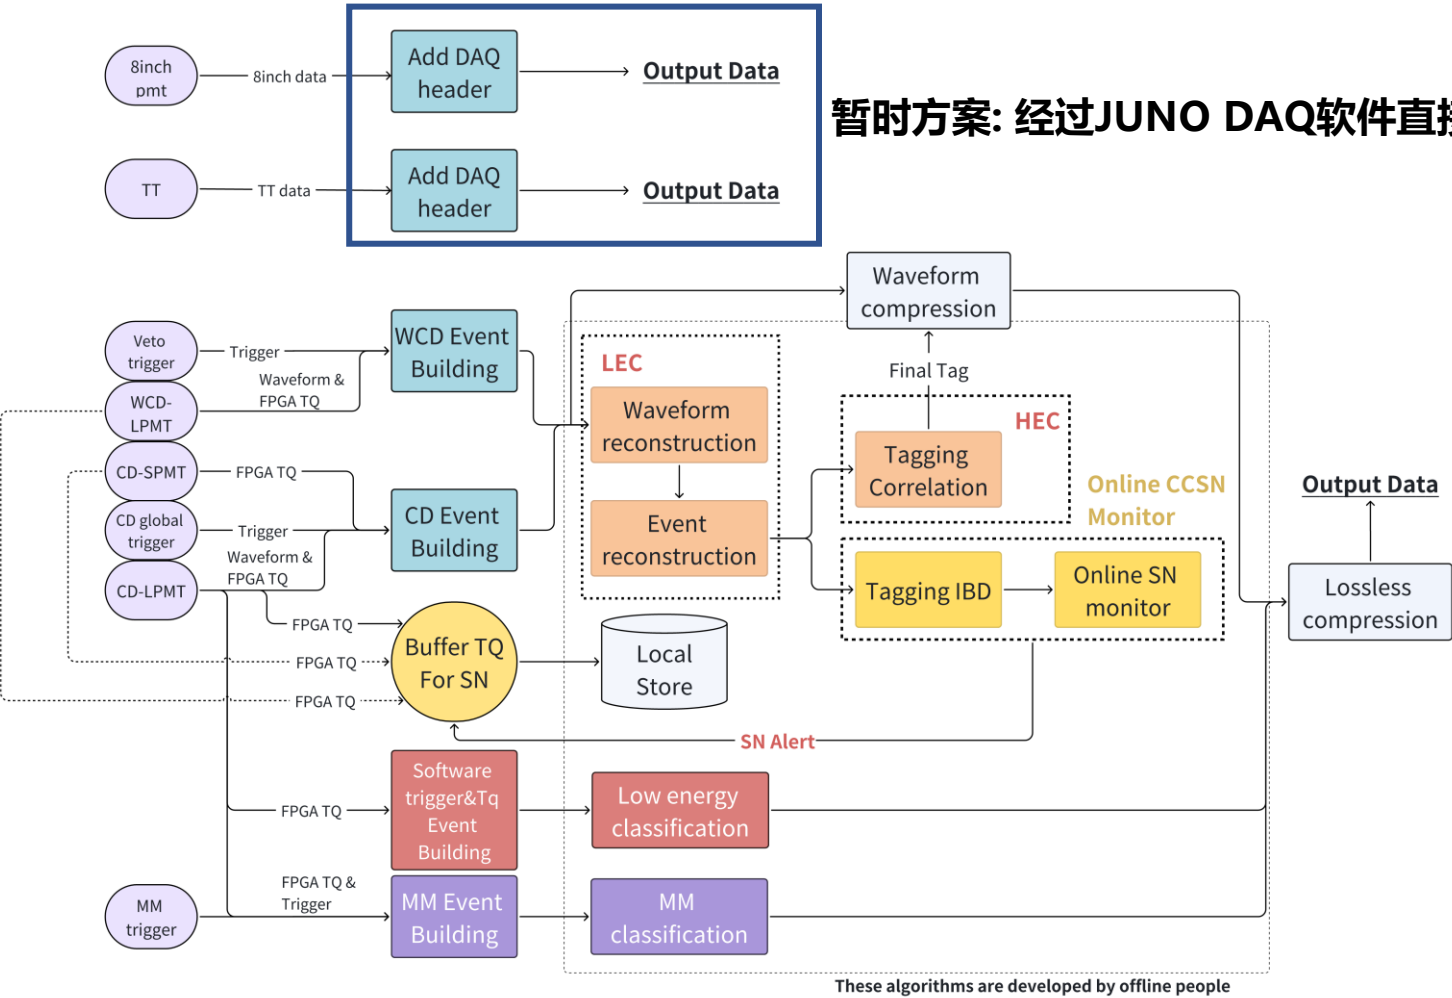 8inch
pmt
8inch data
Add DAQ
header
Output Data
暂时方案: 经过JUNO DAQ软件直
TT
TT data
Add DAQ
header
Output Data
Waveform
compression
Veto
trigger
Trigger
WCD Event
Building
LEC
Waveform &
FPGA TQ
WCD-
LPMT
Waveform
reconstruction
Final Tag
HEC
CD-SPMT
FPGA TQ
Tagging
Correlation
Online CCSN
Monitor
Output Data
CD global
trigger
Trigger
CD Event
Building
Event
reconstruction
Waveform &
FPGA TQ
CD-LPMT
Tagging IBD
Online SN
monitor
Lossless
compression
FPGA TQ
FPGA TQ
FPGA TQ
Buffer TQ
For SN
Local
Store
SN Alert
FPGA TQ
Software
trigger&Tq
Event
Building
Low energy
classification
MM
trigger
FPGA TQ &
Trigger
MM Event
Building
MM
classification
These algorithms are developed by offline people